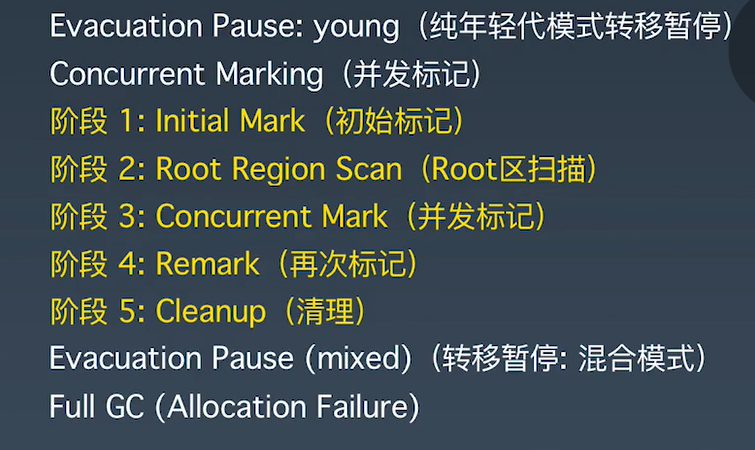 Evacuation Pause: young（纯年轻代模式转移暂停）
Concurrent Marking（并发标记）
阶段 1: Initial Mark（初始标记）
阶段 2: Root Region Scan（Root区扫描）
阶段 3: Concurrent Mark（并发标记）
阶段 4: Remark（再次标记）
阶段 5: Cleanup（清理）
Evacuation Pause (mixed)（转移暂停: 混合模式）
Full GC (Allocation Failure)